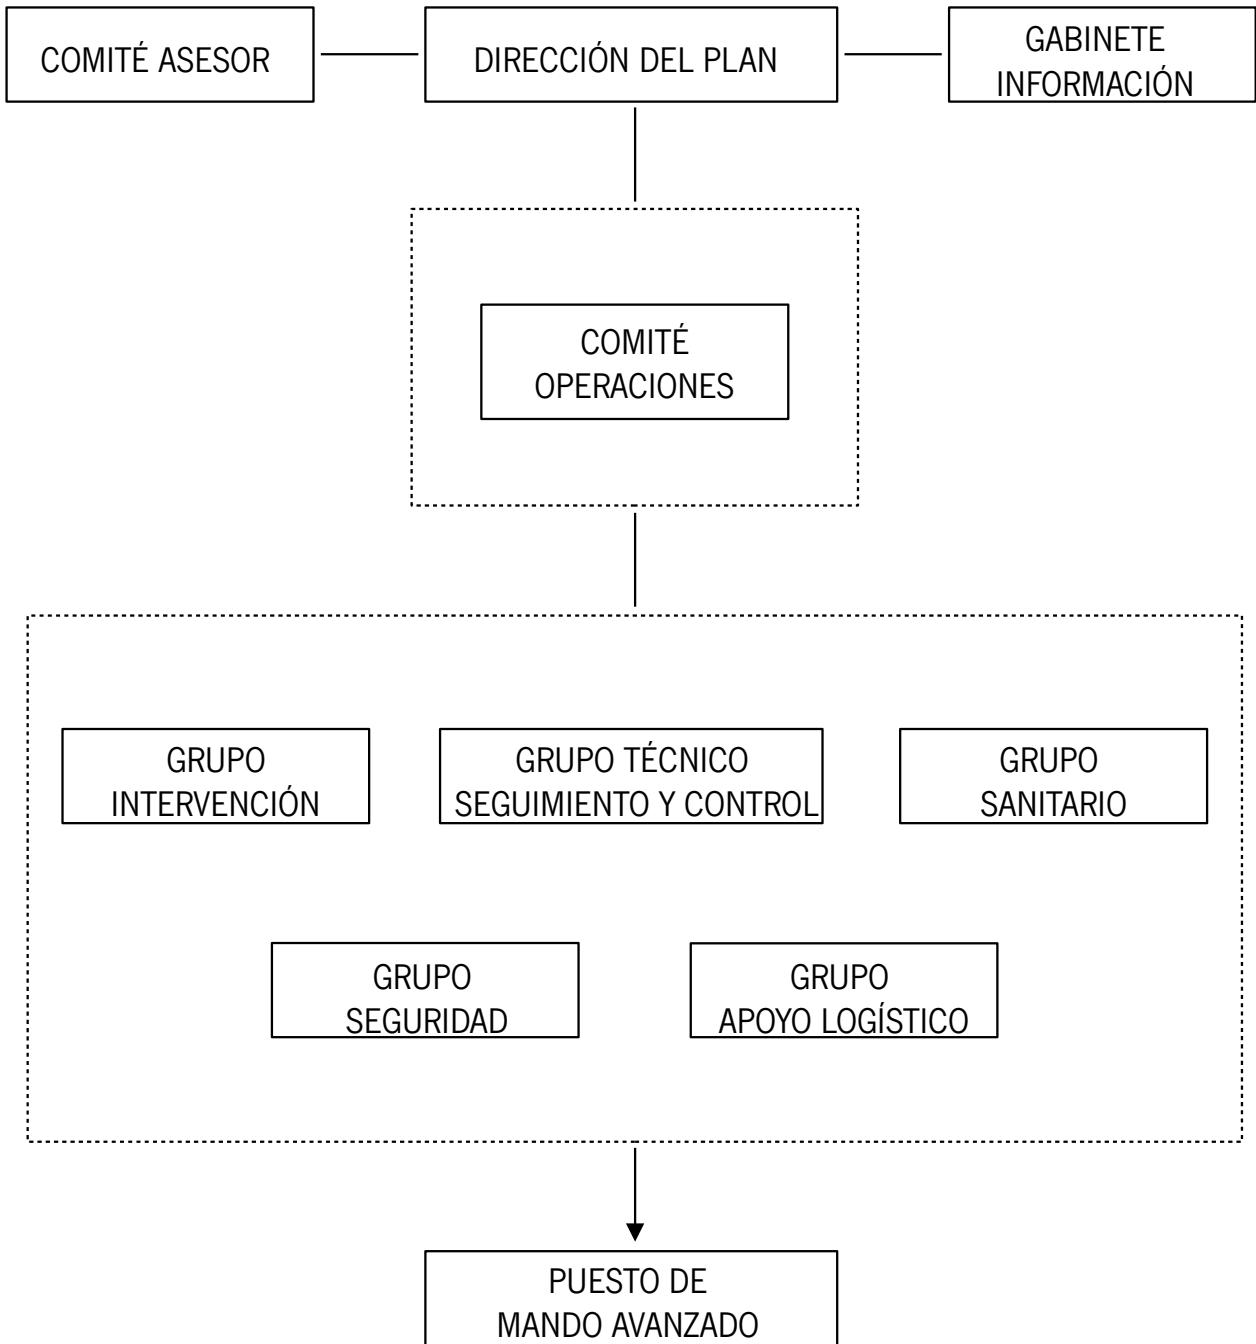 COMITÉ ASESOR
DIRECCIÓN DEL PLAN
GABINETE
INFORMACIÓN
COMITÉ
OPERACIONES
GRUPO
INTERVENCIÓN
GRUPO TÉCNICO
SEGUIMIENTO Y CONTROL
GRUPO
SANITARIO
GRUPO
SEGURIDAD
GRUPO
APOYO LOGÍSTICO
PUESTO DE
MANDO AVANZADO